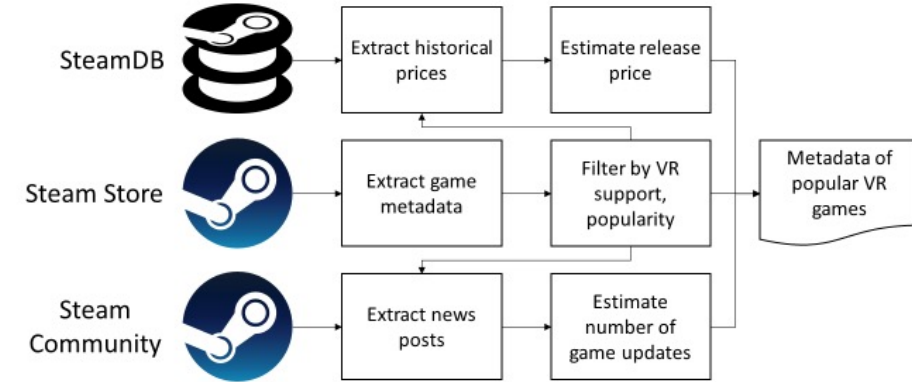 SteamDB
Extract historical
prices
Estimate release
price
Steam Store
Extract game
metadata
Filter by VR
support,
popularity
Metadata of
popular VR
games
Steam
Community
Extract news
posts
Estimate
number of
game updates